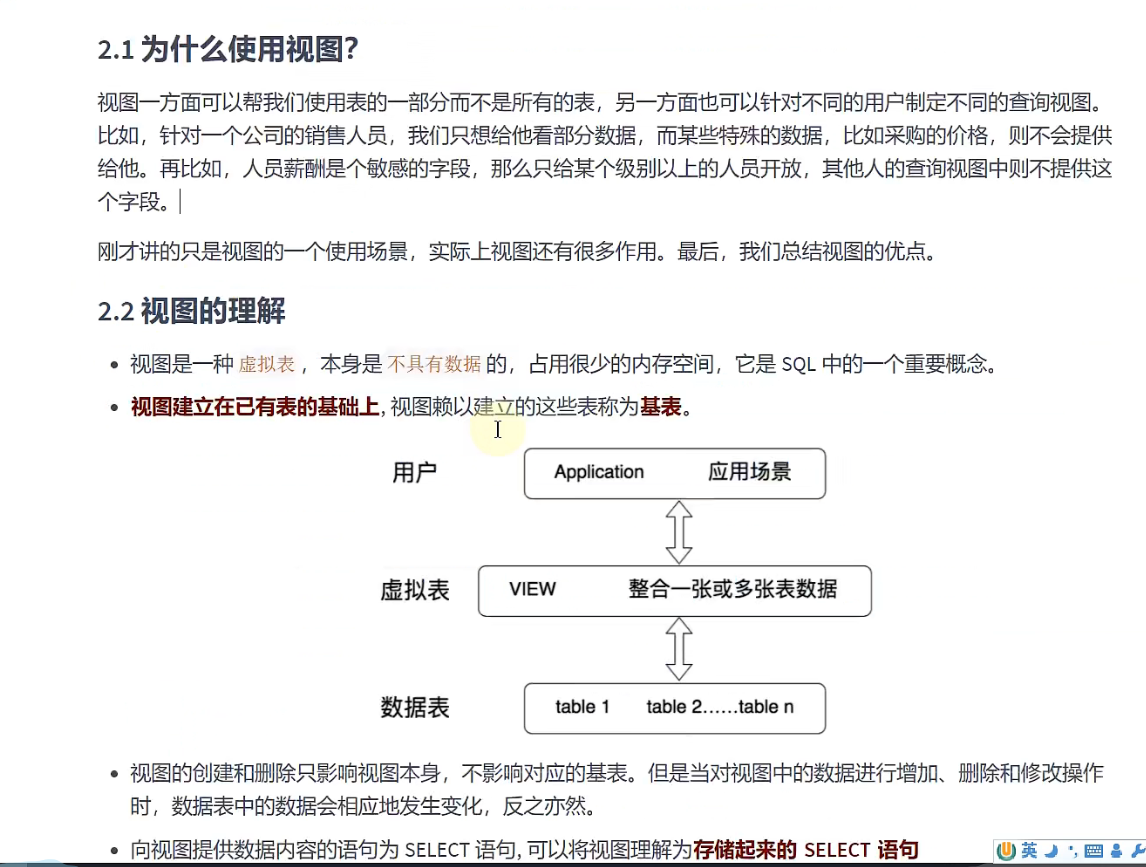 2.1 为什么使用视图？
视图一方面可以帮我们使用表的一部分而不是所有的表，另一方面也可以针对不同的用户制定不同的查询视图。
比如，针对一个公司的销售人员，我们只想给他看部分数据，而某些特殊的数据，比如采购的价格，则不会提供
给他。再比如，人员薪酬是个敏感的字段，那么只给某个级别以上的人员开放，其他人的查询视图中则不提供这
个字段。
刚才讲的只是视图的一个使用场景，实际上视图还有很多作用。最后，我们总结视图的优点。
2.2 视图的理解
• 视图是一种 虚拟表 ，本身是 不具有数据 的，占用很少的内存空间，它是 SQL 中的一个重要概念。
• 视图建立在已有表的基础上, 视图赖以建立的这些表称为基表。
用户 Application 应用场景
虚拟表 VIEW 整合一张或多张表数据
数据表 table 1 table 2……table n
• 视图的创建和删除只影响视图本身，不影响对应的基表。但是当对视图中的数据进行增加、删除和修改操作
时，数据表中的数据会相应地发生变化，反之亦然。
• 向视图提供数据内容的语句为 SELECT 语句, 可以将视图理解为存储起来的 SELECT 语句
英